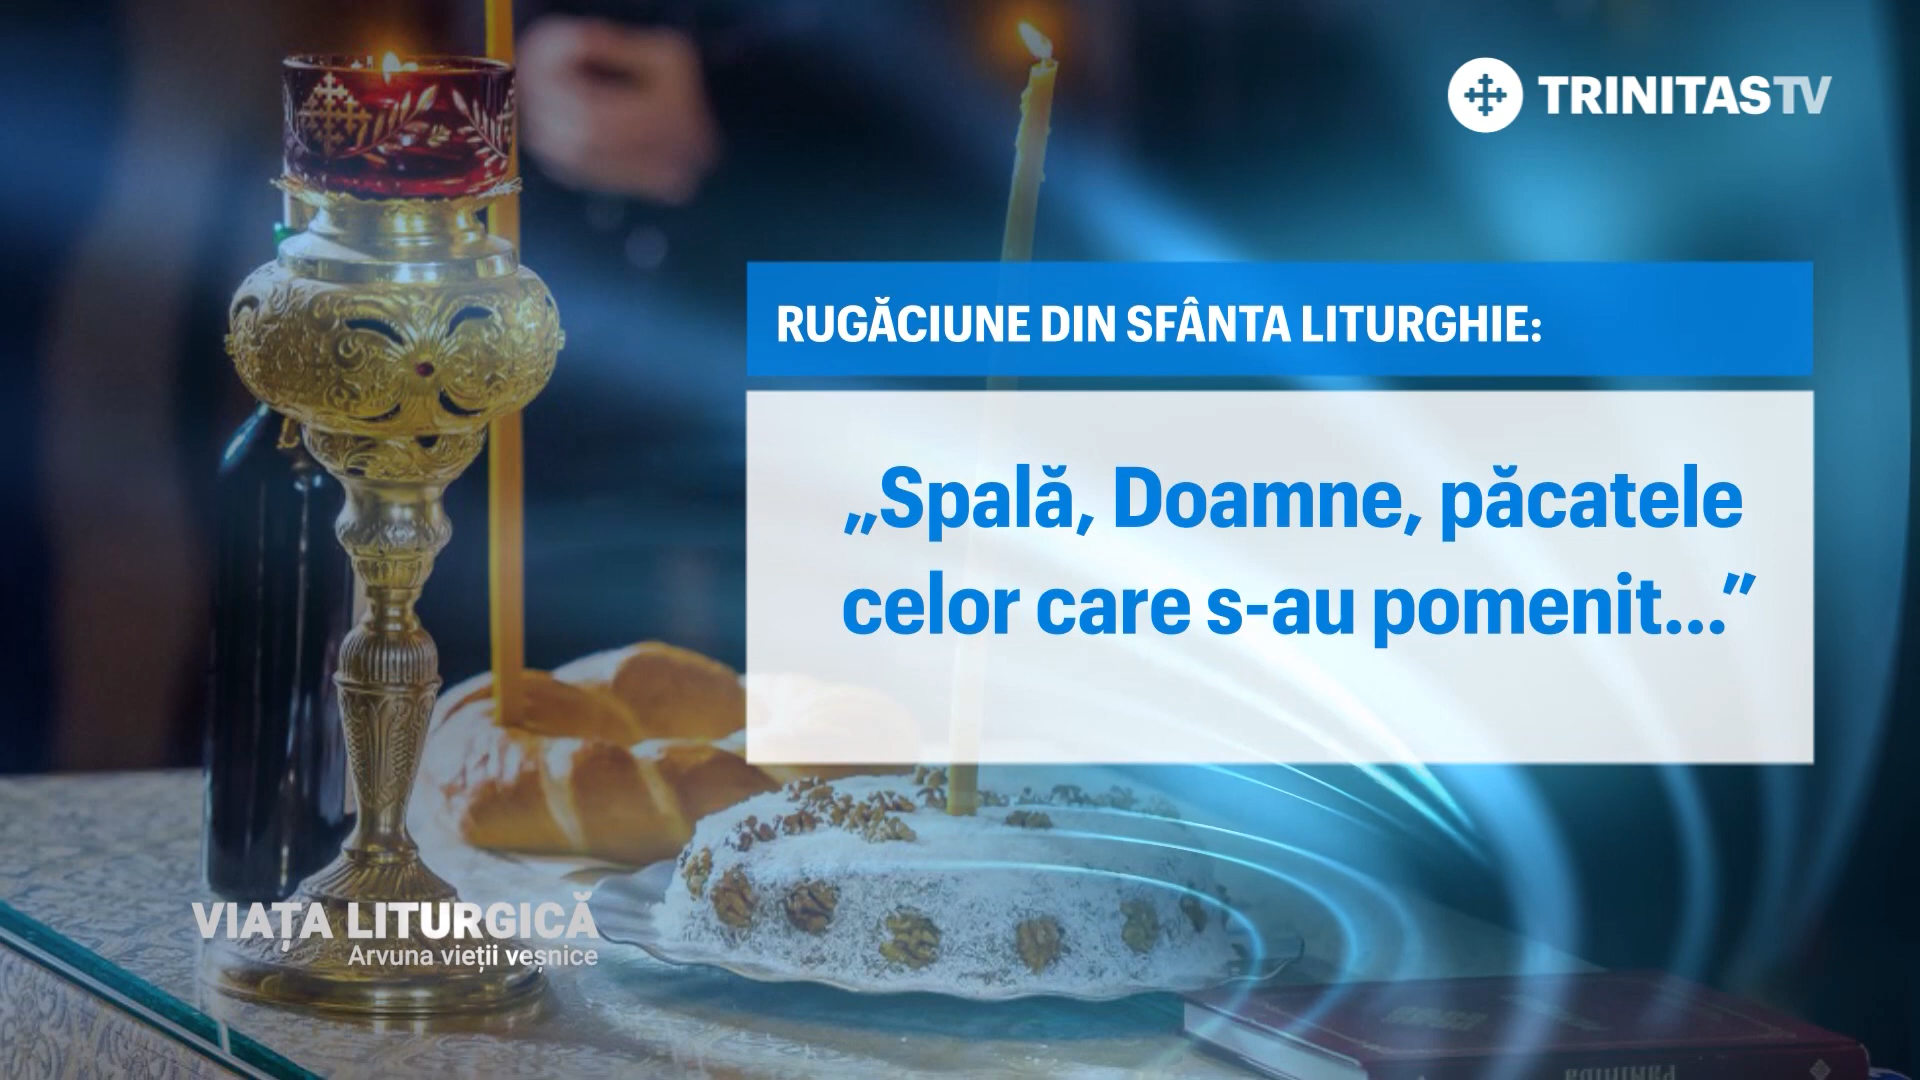 TRINITASTV
RUGĂCIUNE DIN SFÂNTA LITURGHIE:
„Spală, Doamne, păcatele
celor care s-au pomenit...”
VIAȚA LITURGICĂ
Arvuna vieții veșnice